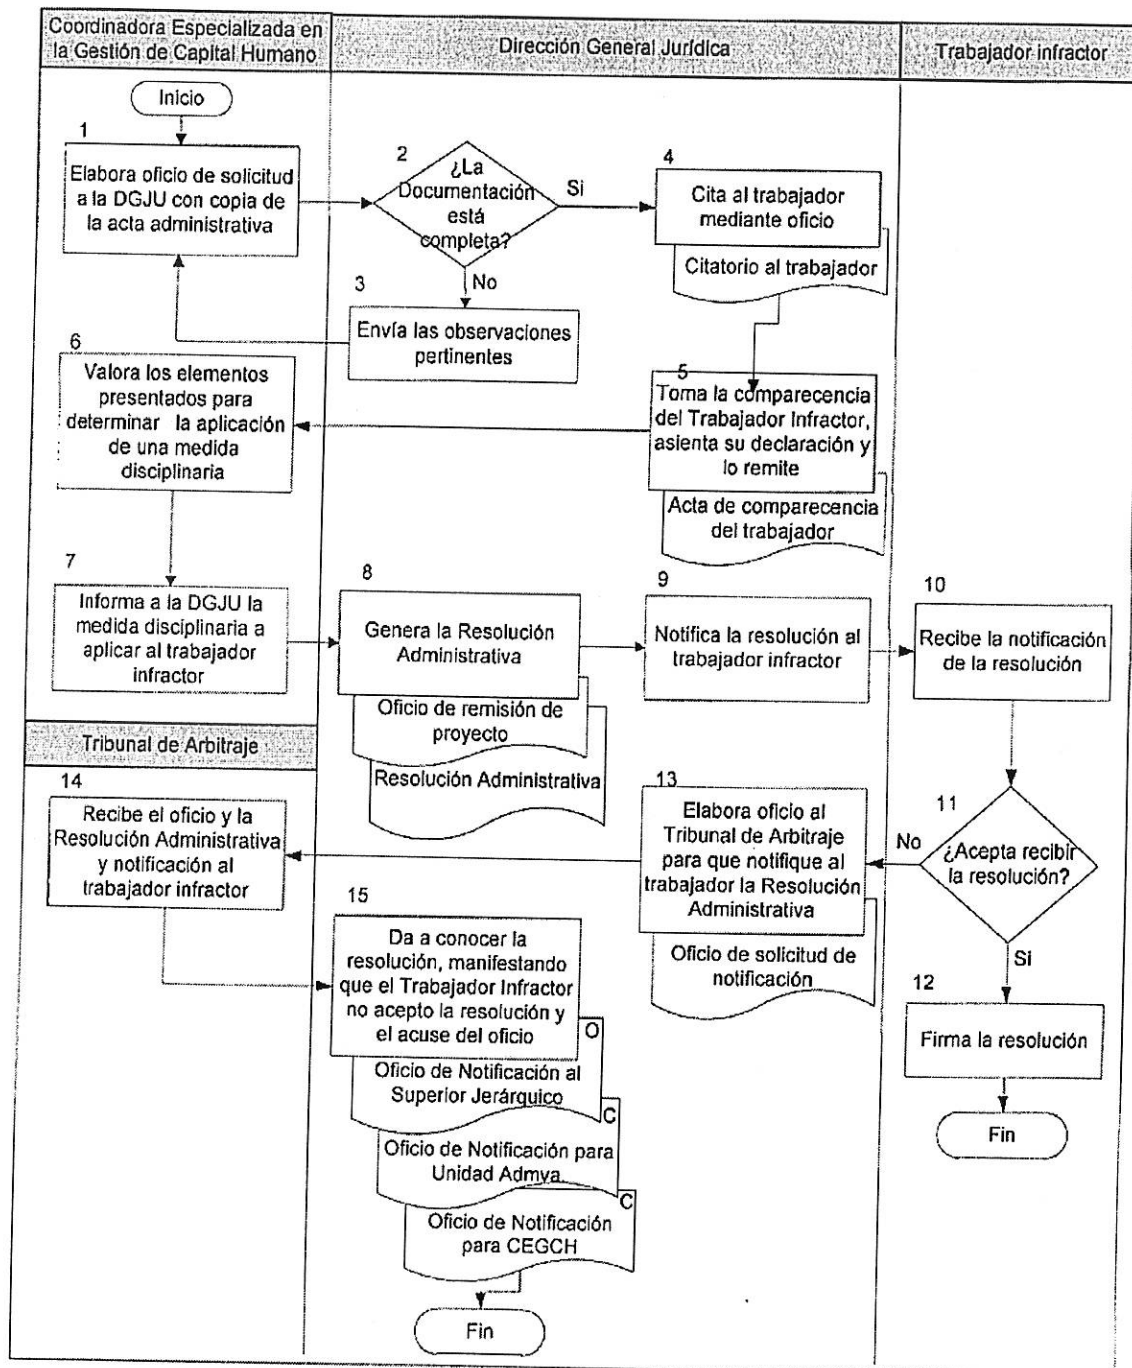 Coordinadora Especializada en
la Gestión de Capital Humano
Dirección General Jurídica
Trabajador infractor
Inicio
1
Elabora oficio de solicitud
a la DGJU con copia de
la acta administrativa
2
¿La
Documentación
está
completa?
Si
No
3
Envía las observaciones
pertinentes
4
Cita al trabajador
mediante oficio
Citatorio al trabajador
5
Toma la comparecencia
del Trabajador Infractor,
asienta su declaración y
lo remite
Acta de comparecencia
del trabajador
6
Valora los elementos
presentados para
determinar la aplicación
de una medida
disciplinaria
7
Informa a la DGJU la
medida disciplinaria a
aplicar al trabajador
infractor
8
Genera la Resolución
Administrativa
Oficio de remisión de
proyecto
Resolución Administrativa
9
Notifica la resolución al
trabajador infractor
10
Recibe la notificación
de la resolución
11
¿Acepta recibir
la resolución?
No
Si
12
Firma la resolución
Fin
13
Elabora oficio al
Tribunal de Arbitraje
para que notifique al
trabajador la Resolución
Administrativa
Oficio de solicitud de
notificación
Tribunal de Arbitraje
14
Recibe el oficio y la
Resolución Administrativa
y notificación al
trabajador infractor
15
Da a conocer la
resolución, manifestando
que el Trabajador Infractor
no acepto la resolución y
el acuse del oficio
O
Oficio de Notificación al
Superior Jerárquico
C
Oficio de Notificación para
Unidad Admva.
C
Oficio de Notificación
para CEGCH
Fin